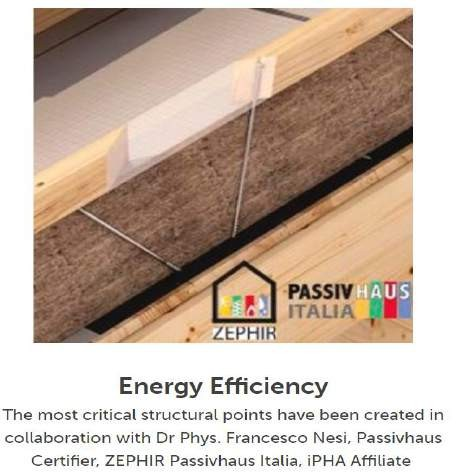 PASSIVHAUS
ITALIA
ZEPHIR
Energy Efficiency
The most critical structural points have been created in
collaboration with Dr Phys. Francesco Nesi, Passivhaus
Certifier, ZEPHIR Passivhaus Italia, iPHA Affiliate